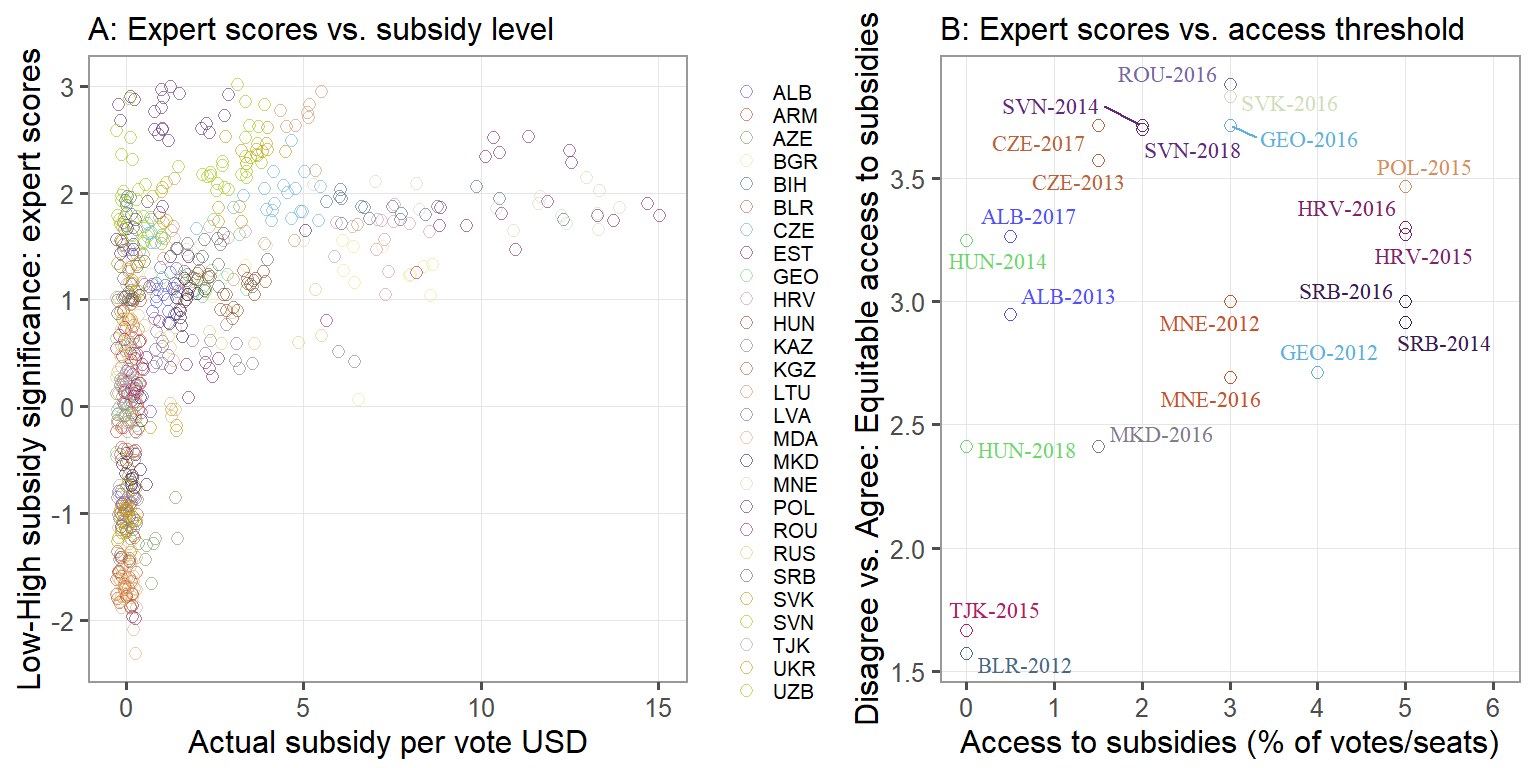 A: Expert scores vs. subsidy level
Low-High subsidy significance: expert scores
3
2
1
0
-1
-2
0
5
10
15
Actual subsidy per vote USD
ALB
ARM
AZE
BGR
BIH
BLR
CZE
EST
GEO
HRV
HUN
KAZ
KGZ
LTU
LVA
MDA
MKD
MNE
POL
ROU
RUS
SRB
SVK
SVN
TJK
UKR
UZB
B: Expert scores vs. access threshold
Disagree vs. Agree: Equitable access to subsidies
3.5
3.0
2.5
2.0
1.5
ROU-2016
SVN-2014
SVK-2016
CZE-2017
SVN-2018
GEO-2016
CZE-2013
POL-2015
ALB-2017
HRV-2016
HUN-2014
HRV-2015
ALB-2013
SRB-2016
MNE-2012
GEO-2012
SRB-2014
MNE-2016
MKD-2016
HUN-2018
TJK-2015
BLR-2012
0
1
2
3
4
5
6
Access to subsidies (% of votes/seats)